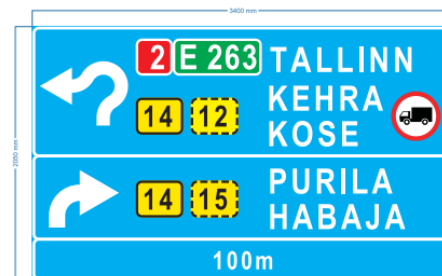 3400 mm
2050 mm
2 E 263 TALLINN
KEHRA
14 12
KOSE
PURILA
14 15
HABAJA
100m